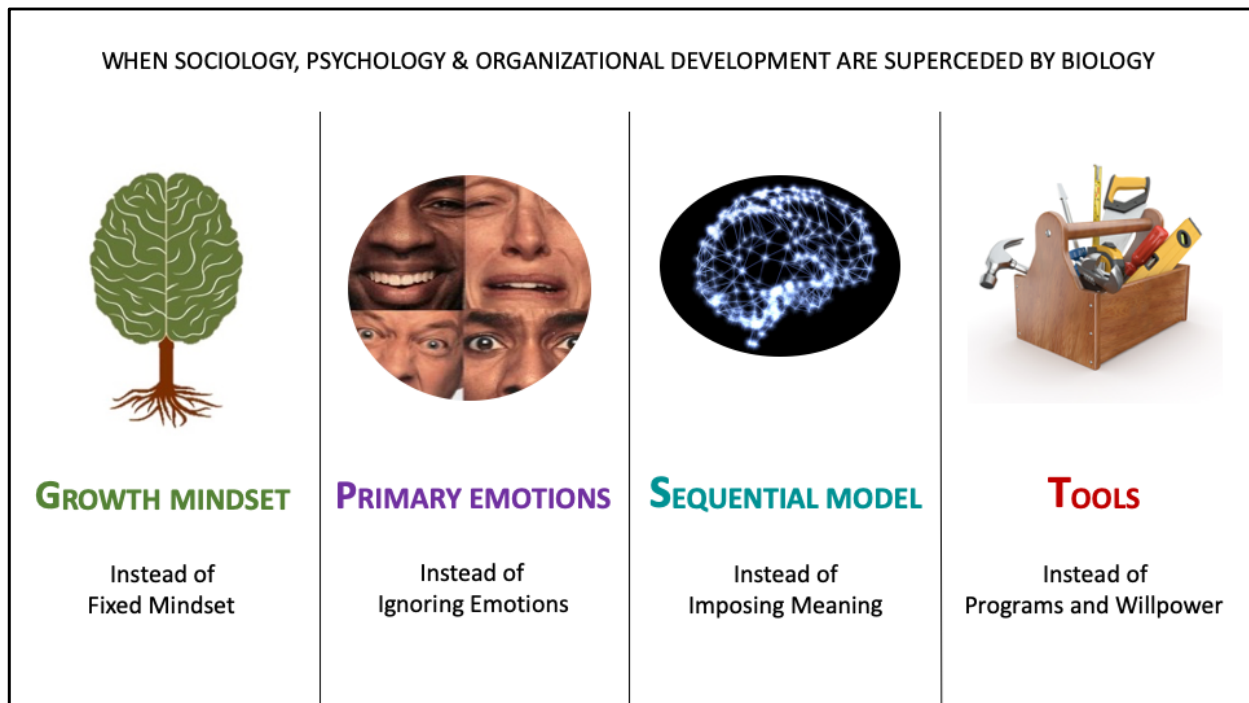 WHEN SOCIOLOGY, PSYCHOLOGY & ORGANIZATIONAL DEVELOPMENT ARE SUPERCEDED BY BIOLOGY
GROWTH MINDSET
Instead of
Fixed Mindset
PRIMARY EMOTIONS
Instead of
Ignoring Emotions
SEQUENTIAL MODEL
Instead of
Imposing Meaning
TOOLS
Instead of
Programs and Willpower